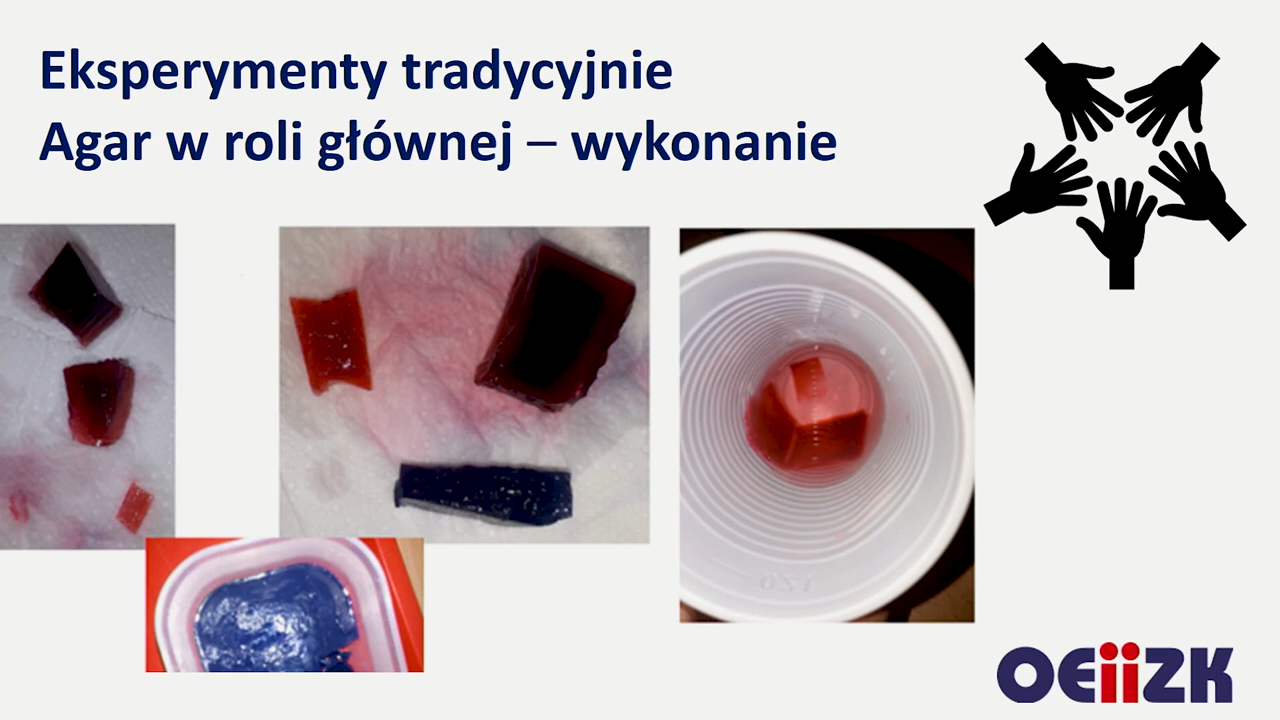 Eksperymenty tradycyjnie
Agar w roli głównej – wykonanie
OEiiZK